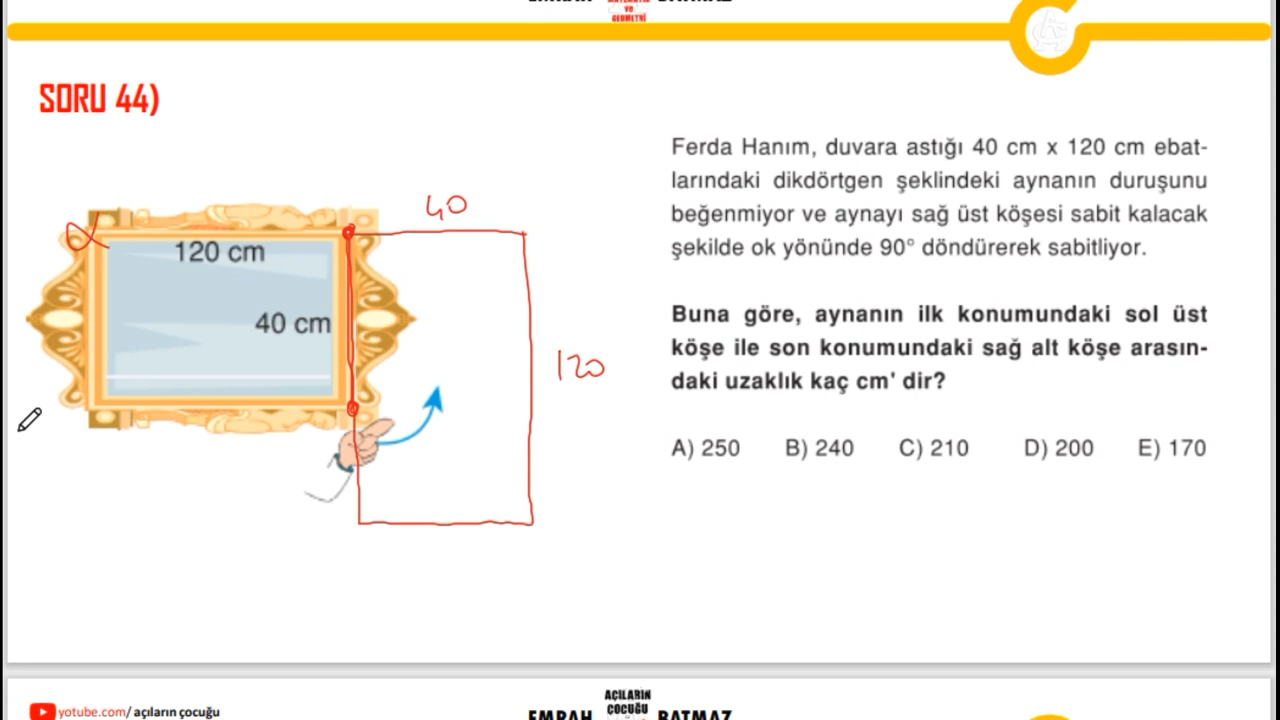 VE
GEOMETRİ
SORU 44)
Ferda Hanım, duvara astığı 40 cm x 120 cm ebat-
larındaki dikdörtgen şeklindeki aynanın duruşunu
beğenmiyor ve aynayı sağ üst köşesi sabit kalacak
şekilde ok yönünde 90° döndürerek sabitliyor.
40
120 cm
40 cm
120
Buna göre, aynanın ilk konumundaki sol üst
köşe ile son konumundaki sağ alt köşe arasın-
daki uzaklık kaç cm' dir?
A) 250 B) 240 C) 210 D) 200 E) 170
yotube.com/ açıların çocuğu
AÇILARIN
ÇOCUĞU
EMRAH BATMAZ